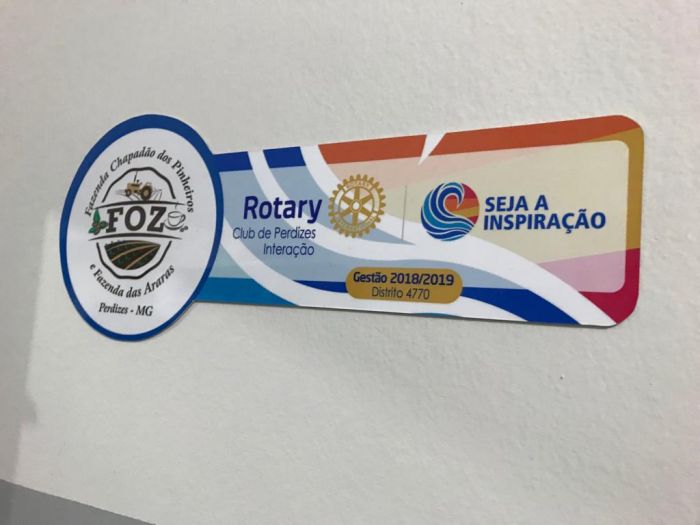 Fazenda Chapadão dos Pinheiros
FOZ
e Fazenda das Araras
Perdizes - MG
Rotary
Club de Perdizes
Interação
SEJA A
INSPIRAÇÃO
Gestão 2018/2019
Distrito 4770